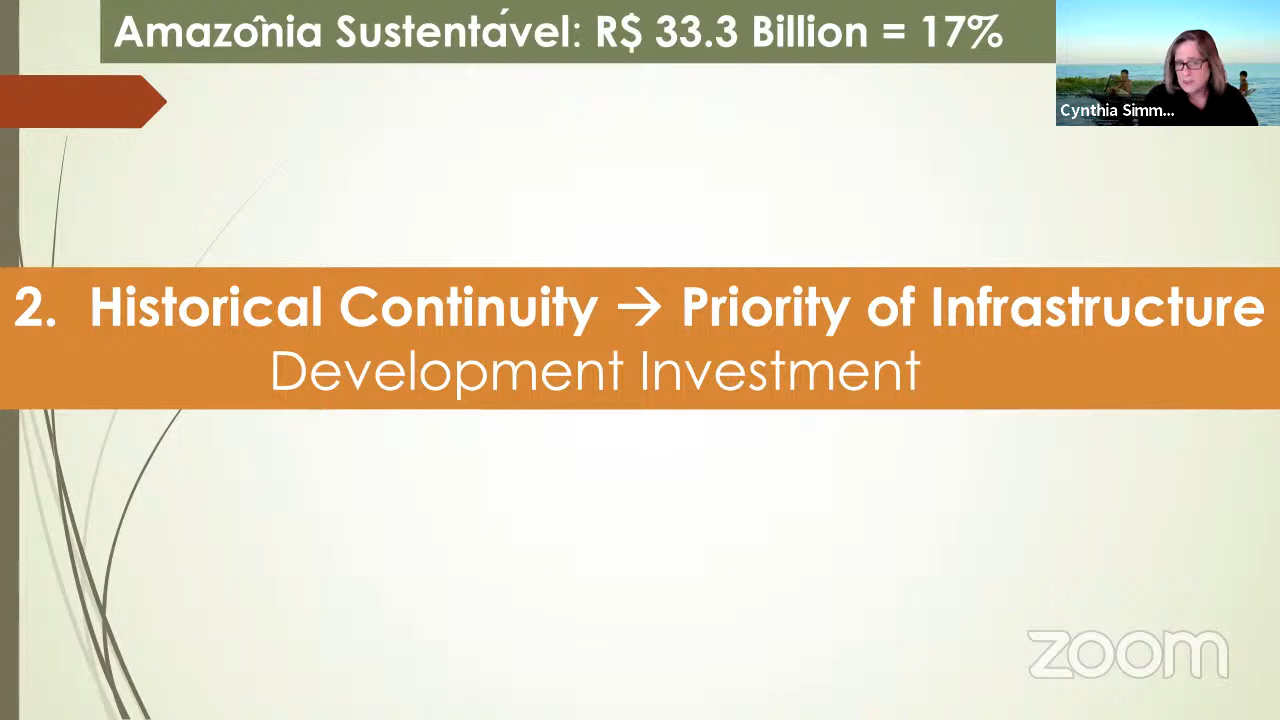 Amazônia Sustentável: R$ 33.3 Billion = 17%
Cynthia Simm...
2. Historical Continuity → Priority of Infrastructure
Development Investment
zoom